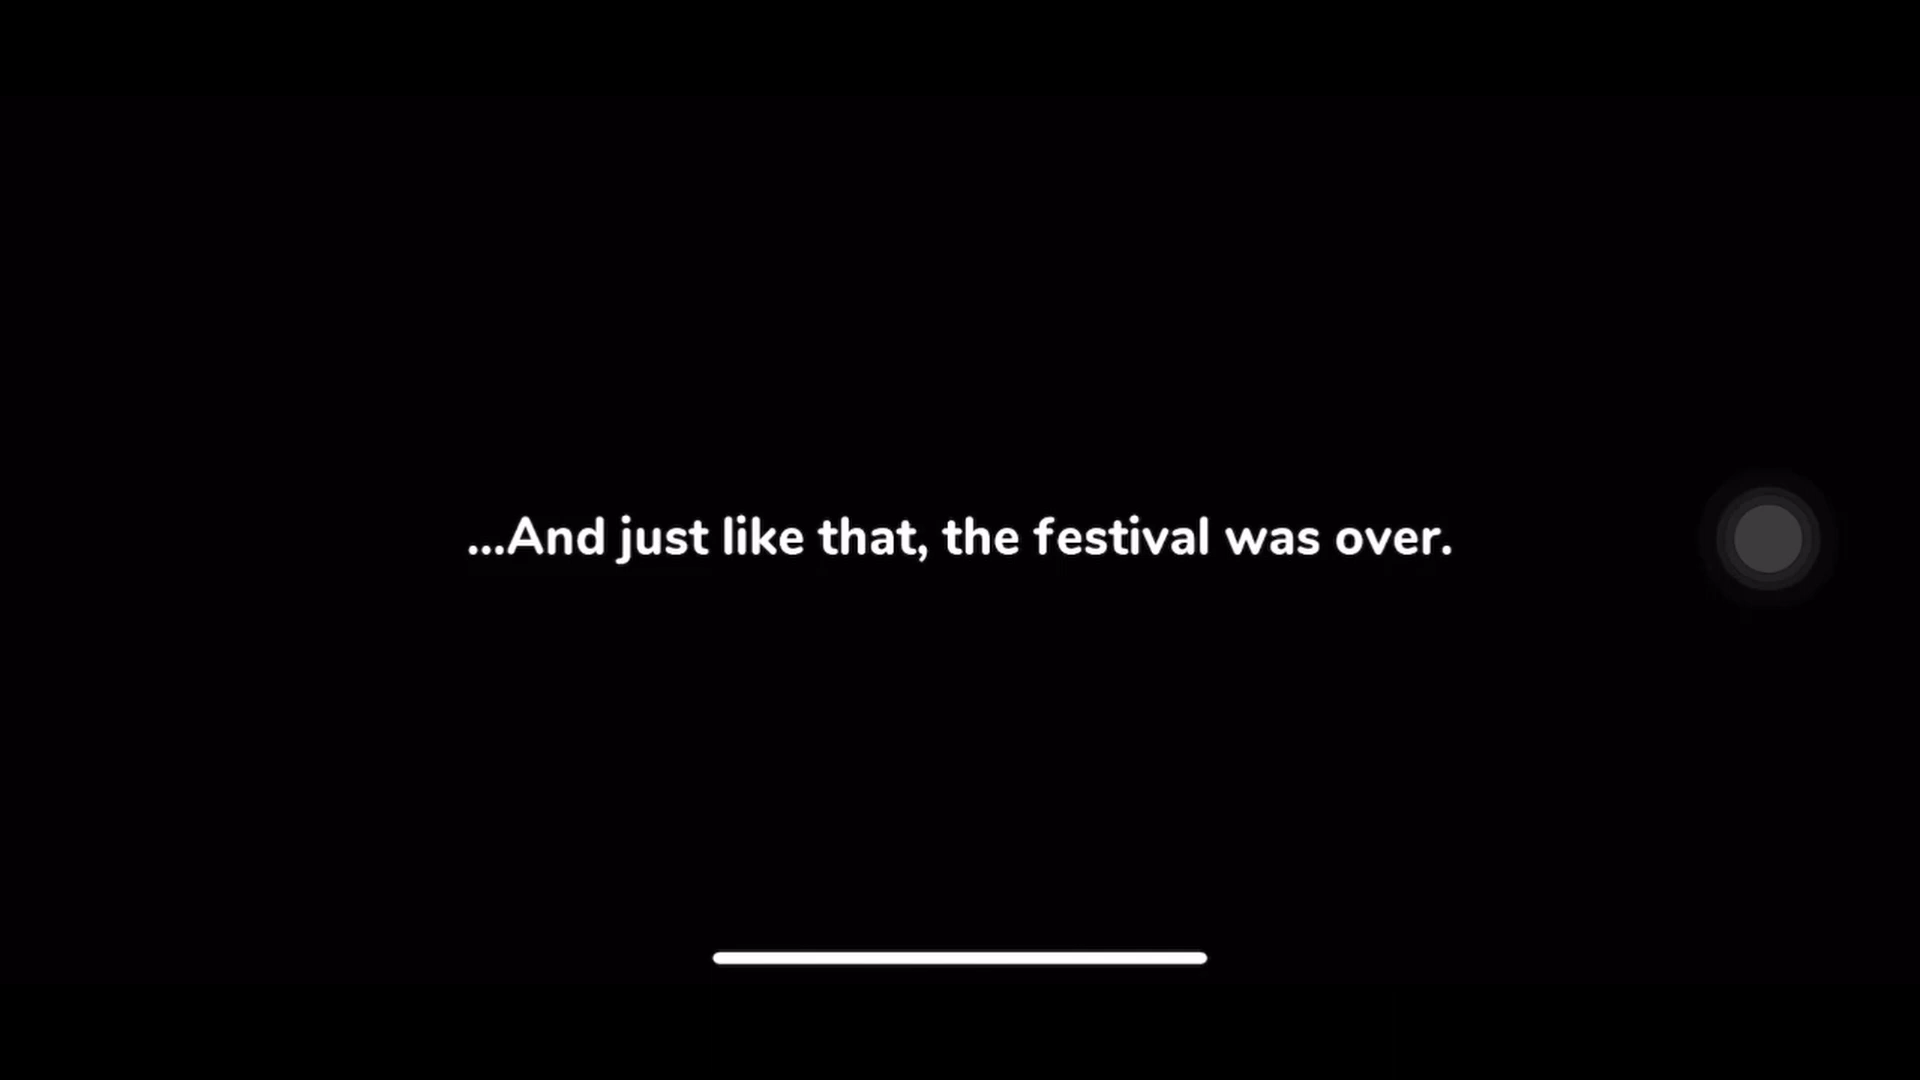 ...And just like that, the festival was over.